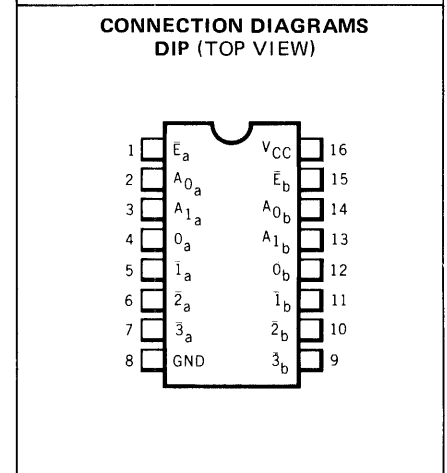 CONNECTION DIAGRAMS
DIP (TOP VIEW)
1 Ēa VCC 16
2 A0a Ēb 15
3 A1a A0b 14
4 0a A1b 13
5 1̄a 0b 12
6 2̄a 1̄b 11
7 3̄a 2̄b 10
8 GND 3̄b 9